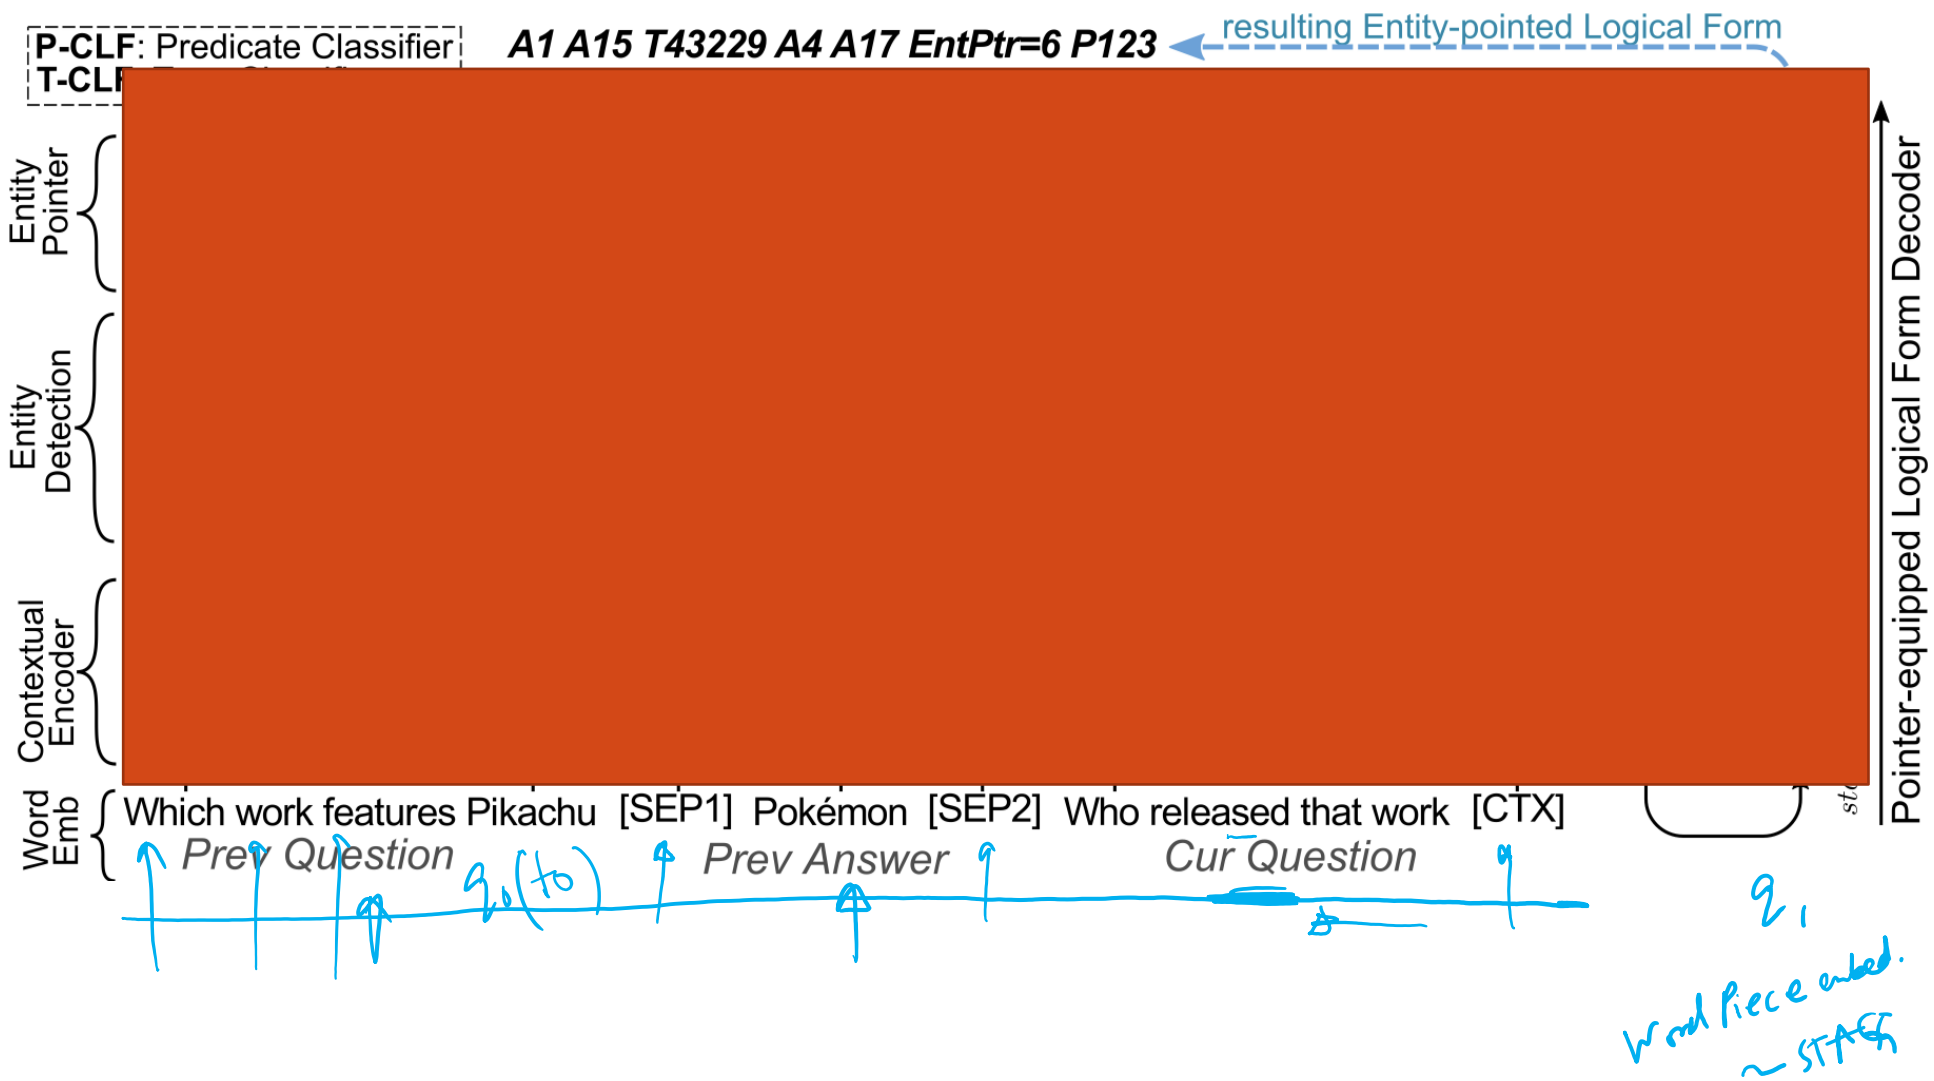 P-CLF: Predicate Classifier
T-CLF
A1 A15 T43229 A4 A17 EntPtr=6 P123
resulting Entity-pointed Logical Form
Entity
Pointer
Entity
Detection
Contextual
Encoder
Word
Emb
Pointer-equipped Logical Form Decoder
Which work features Pikachu [SEP1] Pokémon [SEP2] Who released that work [CTX]
Prev Question
Prev Answer
Cur Question
q1
Word Piece embed.